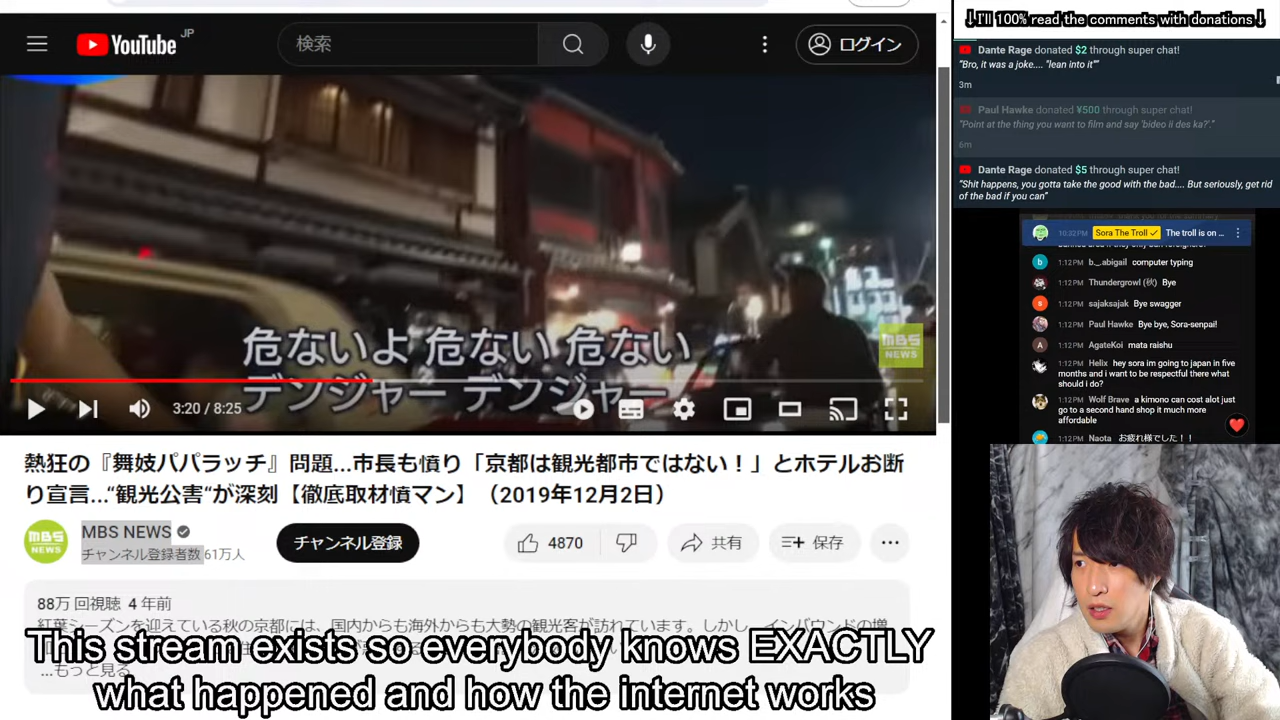 YouTube JP
検索
ログイン
危ないよ 危ない 危ない
デンジャー デンジャー
MBS NEWS
3:20 / 8:25
熱狂の『舞妓パパラッチ』問題...市長も憤り「京都は観光都市ではない！」とホテルお断
り宣言...“観光公害“が深刻【徹底取材憤マン】（2019年12月2日）
MBS NEWS
MBS NEWS
チャンネル登録者数 61万人
チャンネル登録
4870
共有
保存
88万 回視聴 4 年前
紅葉シーズンを迎えている秋の京都には、国内からも海外からも大勢の観光客が訪れています。しかし、インバウンドの増
...もっと見る
This stream exists so everybody knows EXACTLY
what happened and how the internet works
↓I'll 100% read the comments with donations↓
Dante Rage donated $2 through super chat!
"Bro, it was a joke.... "lean into it""
3m
Paul Hawke donated ¥500 through super chat!
"Point at the thing you want to film and say 'bideo ii des ka?'."
6m
Dante Rage donated $5 through super chat!
"Shit happens, you gotta take the good with the bad.... But seriously, get rid
of the bad if you can"
10:32PM Sora The Troll The troll is on ...
1:12PM b._.abigail computer typing
1:12PM Thundergrowl (秋) Bye
1:12PM sajaksajak Bye swagger
1:12PM Paul Hawke Bye bye, Sora-senpai!
1:12PM AgateKoi mata raishu
1:12PM Helix hey sora im going to japan in five
months and i want to be respectful there what
should i do?
1:12PM Wolf Brave a kimono can cost alot just
go to a second hand shop it much more
affordable
1:12PM Naota お疲れ様でした！！